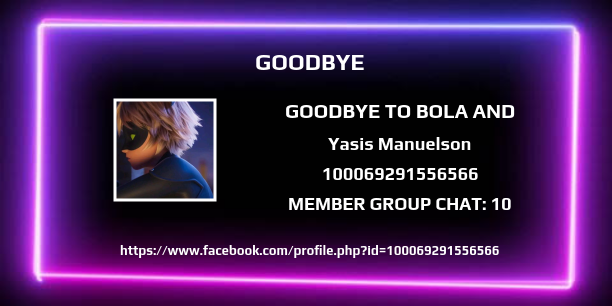 GOODBYE
GOODBYE TO BOLA AND
Yasis Manuelson
100069291556566
MEMBER GROUP CHAT: 10
https://www.facebook.com/profile.php?id=100069291556566